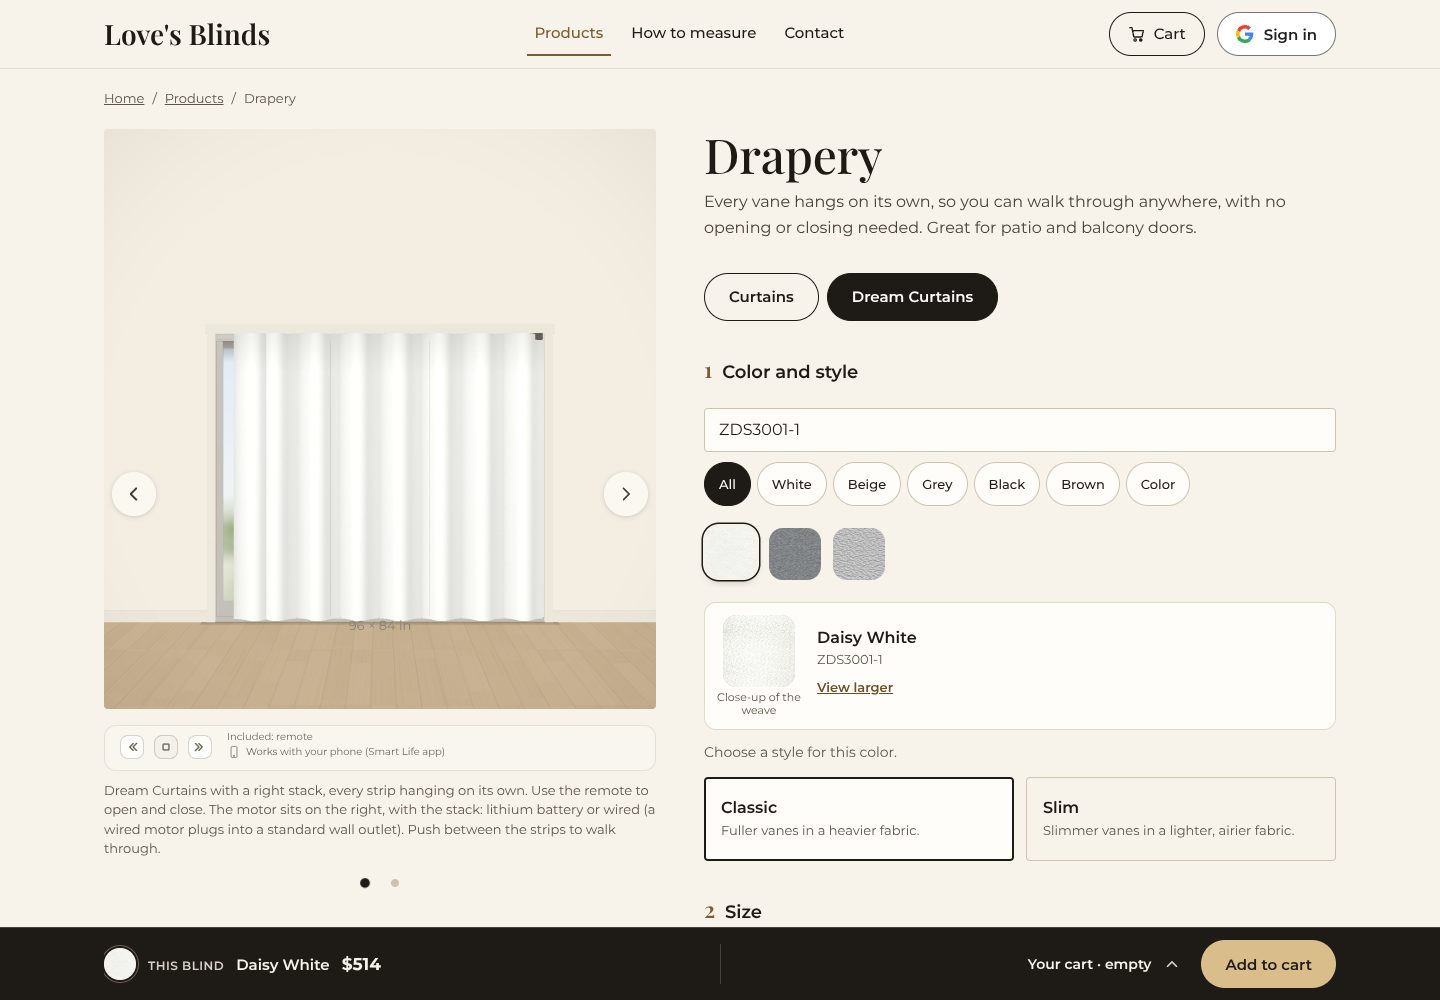 Love's Blinds
Products
How to measure
Contact
Cart
Sign in
Home / Products / Drapery
96 × 84 in
Included: remote
Works with your phone (Smart Life app)
Dream Curtains with a right stack, every strip hanging on its own. Use the remote to
open and close. The motor sits on the right, with the stack: lithium battery or wired (a
wired motor plugs into a standard wall outlet). Push between the strips to walk
through.
Drapery
Every vane hangs on its own, so you can walk through anywhere, with no
opening or closing needed. Great for patio and balcony doors.
Curtains
Dream Curtains
1 Color and style
ZDS3001-1
All
White
Beige
Grey
Black
Brown
Color
Close-up of the
weave
Daisy White
ZDS3001-1
View larger
Choose a style for this color.
Classic
Fuller vanes in a heavier fabric.
Slim
Slimmer vanes in a lighter, airier fabric.
2 Size
THIS BLIND Daisy White $514
Your cart · empty
Add to cart